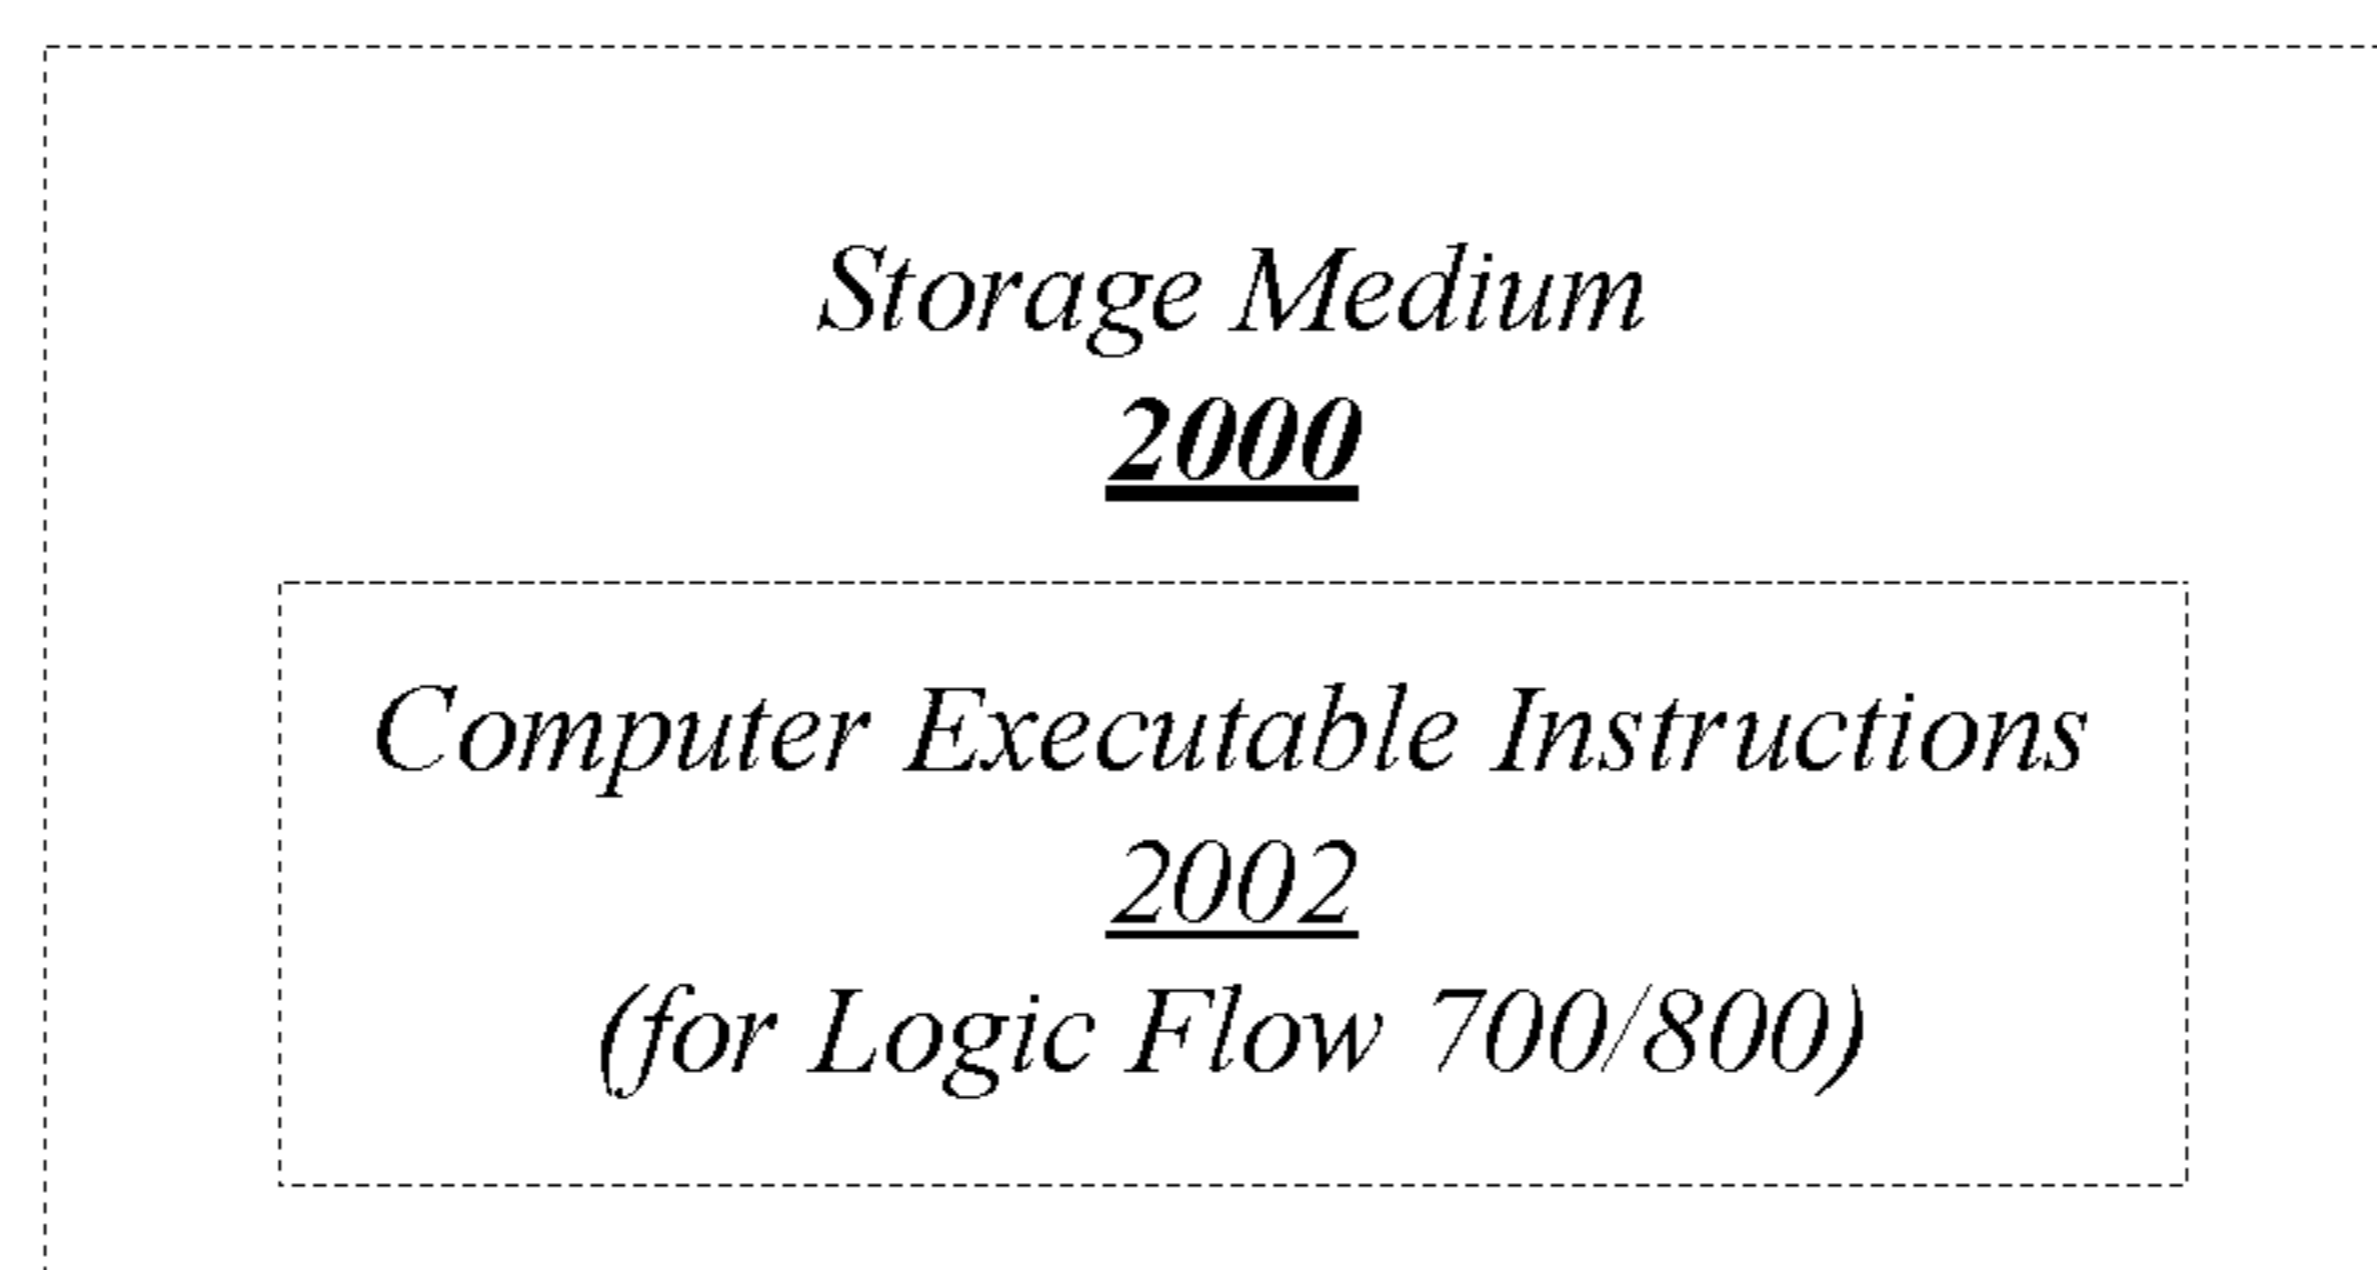 Storage Medium
2000
Computer Executable Instructions
2002
(for Logic Flow 700/800)